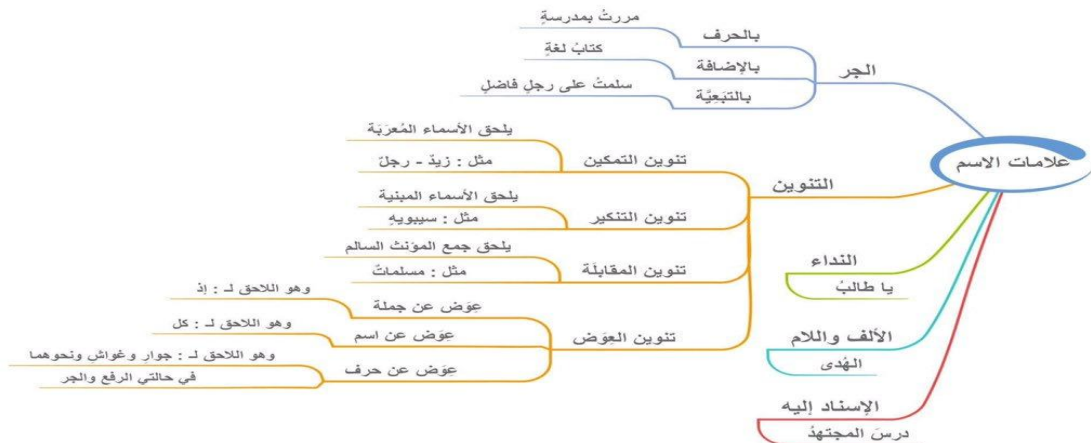 علامات الاسم
الجر
بالحرف
مررتُ بمدرسةٍ
بالإضافة
كتابُ لغةٍ
بالتبَعِيَّة
سلمتُ على رجلٍ فاضلٍ
التنوين
تنوين التمكين
يلحق الأسماء المُعرَبَة
مثل : زيدٌ - رجلٌ
تنوين التنكير
يلحق الأسماء المبنية
مثل : سيبويهِ
تنوين المقابلَة
يلحق جمع المؤنث السالم
مثل : مسلماتٌ
تنوين العِوَض
عِوَض عن جملة
وهو اللاحق لـ : إذ
عِوَض عن اسم
وهو اللاحق لـ : كل
عِوَض عن حرف
وهو اللاحق لـ : جوارٍ وغواشٍ ونحوهما
في حالتي الرفع والجر
النداء
يا طالبُ
الألف واللام
الهُدى
الإسناد إليه
درسَ المجتهدُ